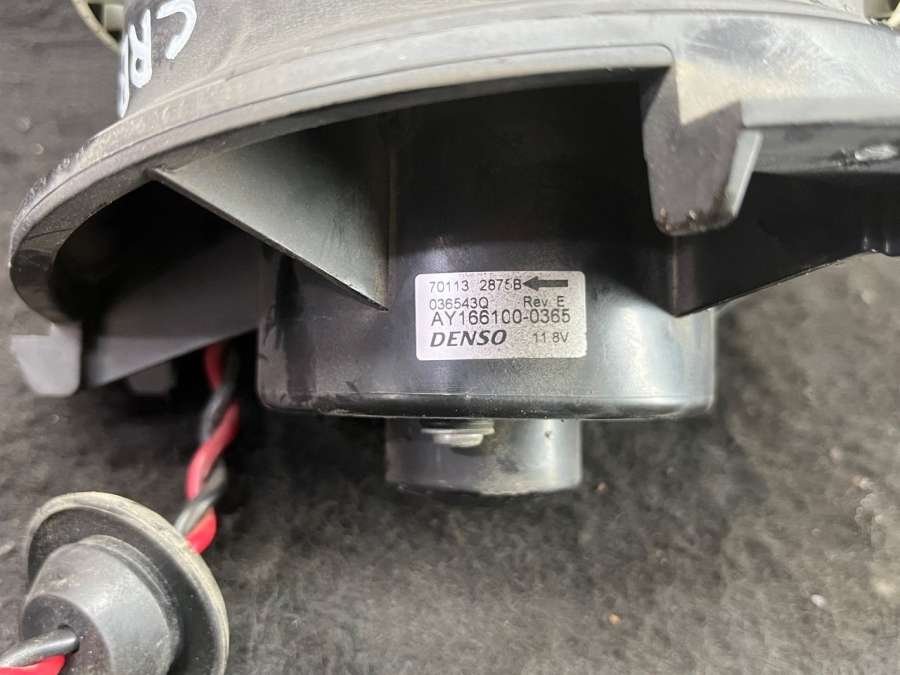 70113 2875B
036543Q Rev. E
AY166100-0365
DENSO 11.8V